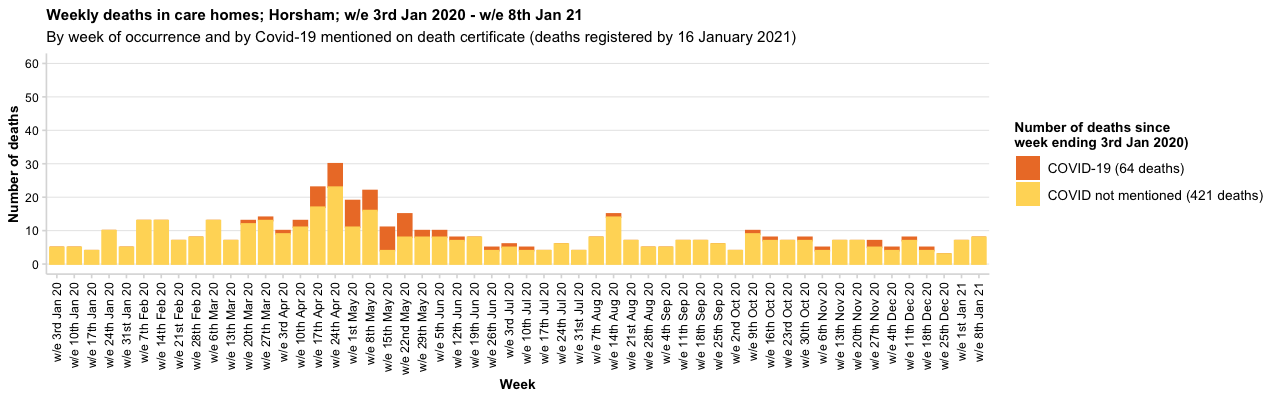 Weekly deaths in care homes; Horsham; w/e 3rd Jan 2020 - w/e 8th Jan 21
By week of occurrence and by Covid-19 mentioned on death certificate (deaths registered by 16 January 2021)
60
50
40
30
20
10
0
Number of deaths
w/e 3rd Jan 20
w/e 10th Jan 20
w/e 17th Jan 20
w/e 24th Jan 20
w/e 31st Jan 20
w/e 7th Feb 20
w/e 14th Feb 20
w/e 21st Feb 20
w/e 28th Feb 20
w/e 6th Mar 20
w/e 13th Mar 20
w/e 20th Mar 20
w/e 27th Mar 20
w/e 3rd Apr 20
w/e 10th Apr 20
w/e 17th Apr 20
w/e 24th Apr 20
w/e 1st May 20
w/e 8th May 20
w/e 15th May 20
w/e 22nd May 20
w/e 29th May 20
w/e 5th Jun 20
w/e 12th Jun 20
w/e 19th Jun 20
w/e 26th Jun 20
w/e 3rd Jul 20
w/e 10th Jul 20
w/e 17th Jul 20
w/e 24th Jul 20
w/e 31st Jul 20
w/e 7th Aug 20
w/e 14th Aug 20
w/e 21st Aug 20
w/e 28th Aug 20
w/e 4th Sep 20
w/e 11th Sep 20
w/e 18th Sep 20
w/e 25th Sep 20
w/e 2nd Oct 20
w/e 9th Oct 20
w/e 16th Oct 20
w/e 23rd Oct 20
w/e 30th Oct 20
w/e 6th Nov 20
w/e 13th Nov 20
w/e 20th Nov 20
w/e 27th Nov 20
w/e 4th Dec 20
w/e 11th Dec 20
w/e 18th Dec 20
w/e 25th Dec 20
w/e 1st Jan 21
w/e 8th Jan 21
Week
Number of deaths since
week ending 3rd Jan 2020)
COVID-19 (64 deaths)
COVID not mentioned (421 deaths)